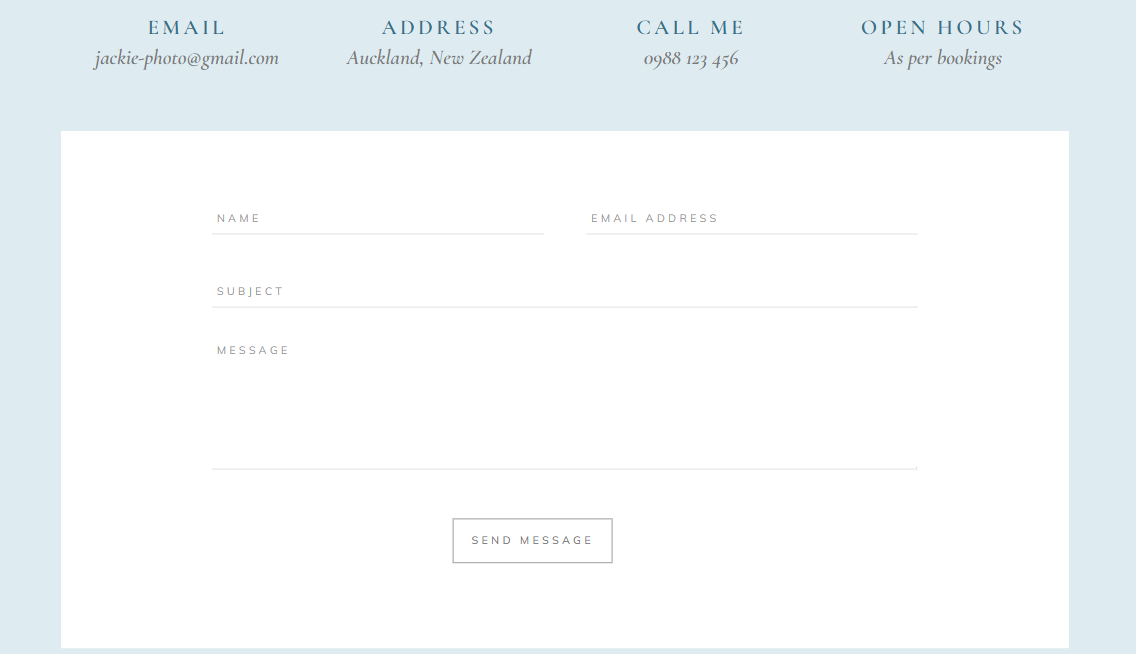 EMAIL
jackie-photo@gmail.com
ADDRESS
Auckland, New Zealand
CALL ME
0988 123 456
OPEN HOURS
As per bookings
NAME
EMAIL ADDRESS
SUBJECT
MESSAGE
SEND MESSAGE